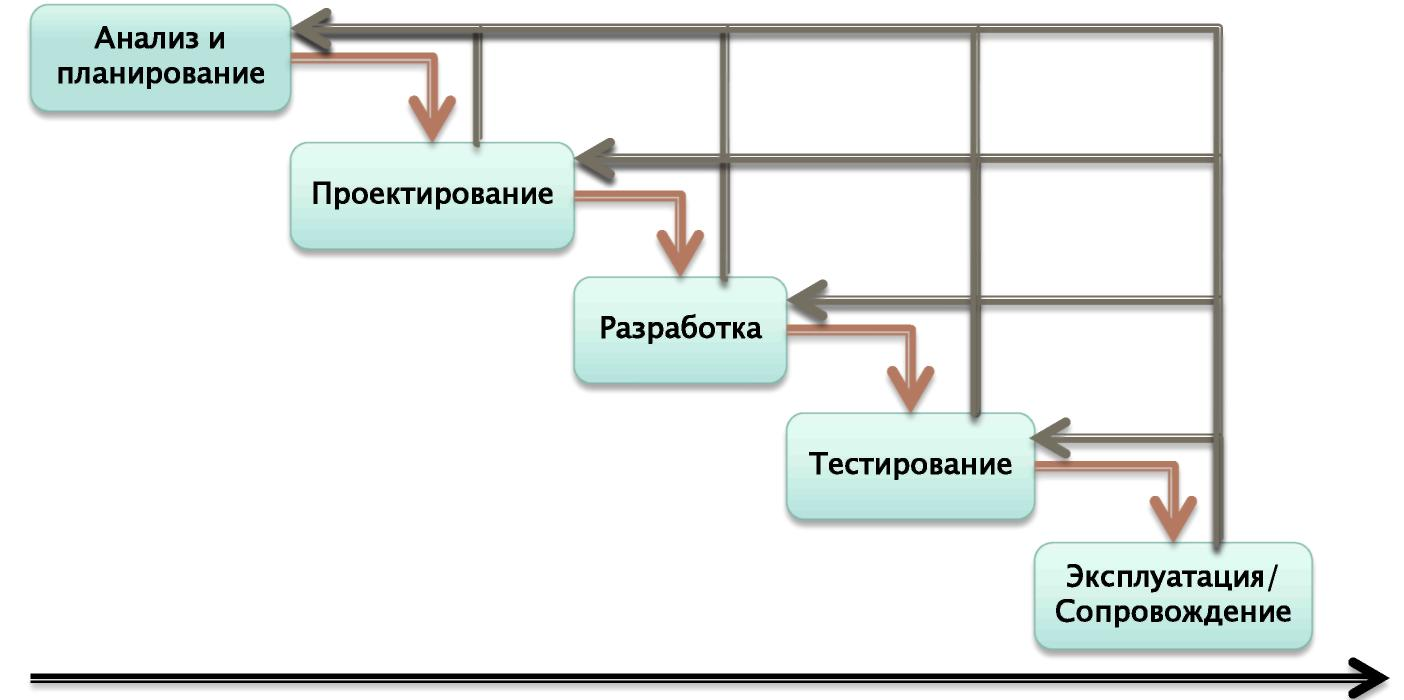 Анализ и
планирование
Проектирование
Разработка
Тестирование
Эксплуатация/
Сопровождение